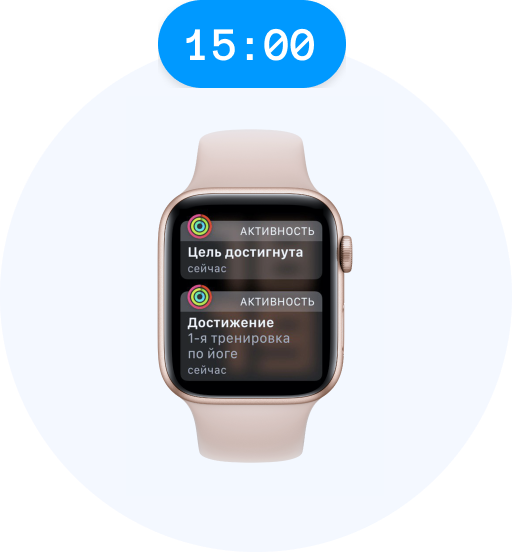 15:00
АКТИВНОСТЬ
Цель достигнута
сейчас
АКТИВНОСТЬ
Достижение
1-я тренировка
по йоге
сейчас